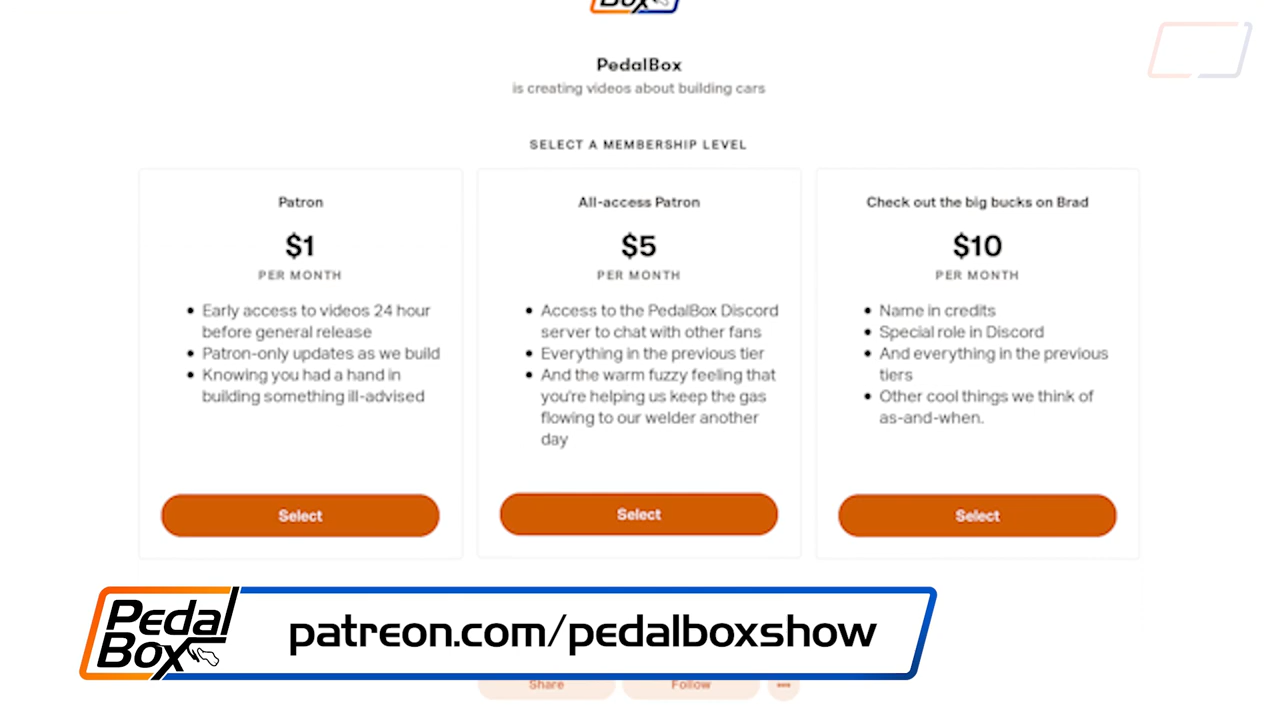 Box
PedalBox
is creating videos about building cars
SELECT A MEMBERSHIP LEVEL
Patron
$1
PER MONTH
• Early access to videos 24 hour
before general release
• Patron-only updates as we build
• Knowing you had a hand in
building something ill-advised
Select
All-access Patron
$5
PER MONTH
• Access to the PedalBox Discord
server to chat with other fans
• Everything in the previous tier
• And the warm fuzzy feeling that
you're helping us keep the gas
flowing to our welder another
day
Select
Check out the big bucks on Brad
$10
PER MONTH
• Name in credits
• Special role in Discord
• And everything in the previous
tiers
• Other cool things we think of
as-and-when.
Select
Pedal
Box
patreon.com/pedalboxshow
Share
Follow